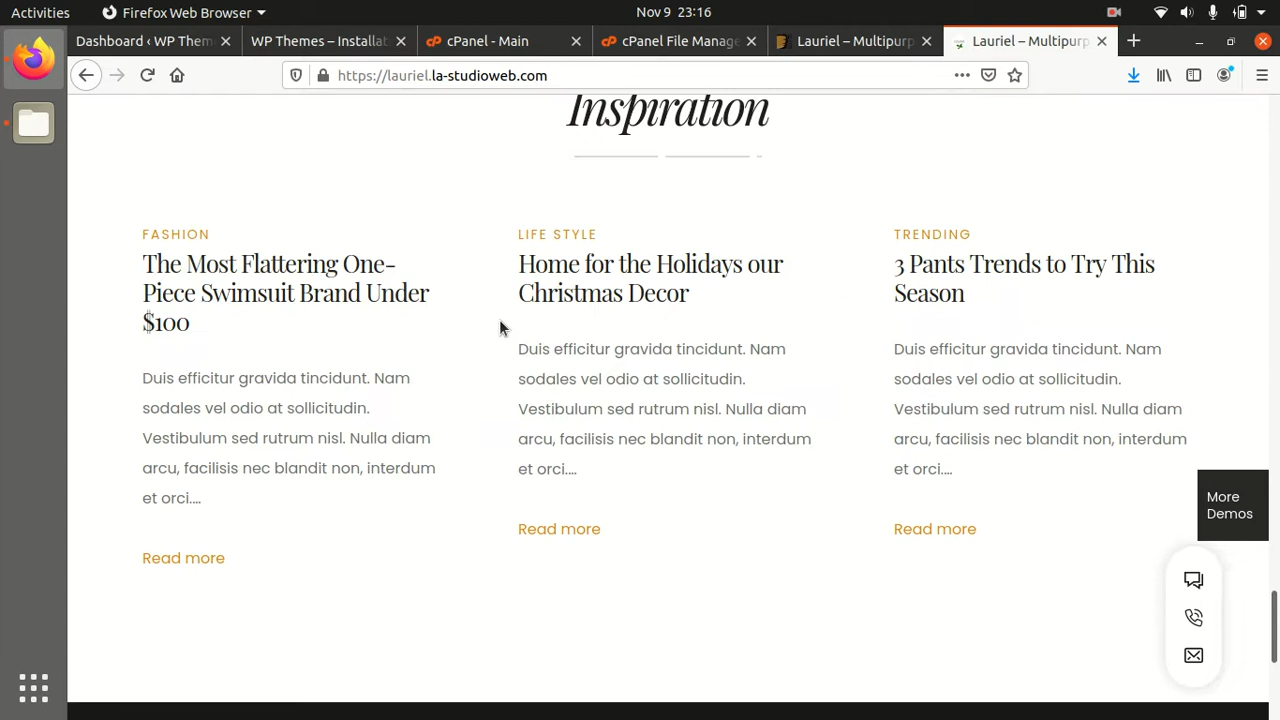 Activities
Firefox Web Browser
Nov 9 23:16
Dashboard ‹ WP Them
WP Themes – Installat
cPanel - Main
cPanel File Manage
Lauriel – Multipurp
Lauriel – Multipurp
https://lauriel.la-studioweb.com
Inspiration
FASHION
The Most Flattering One-
Piece Swimsuit Brand Under
$100
Duis efficitur gravida tincidunt. Nam
sodales vel odio at sollicitudin.
Vestibulum sed rutrum nisl. Nulla diam
arcu, facilisis nec blandit non, interdum
et orci....
Read more
LIFE STYLE
Home for the Holidays our
Christmas Decor
Duis efficitur gravida tincidunt. Nam
sodales vel odio at sollicitudin.
Vestibulum sed rutrum nisl. Nulla diam
arcu, facilisis nec blandit non, interdum
et orci....
Read more
TRENDING
3 Pants Trends to Try This
Season
Duis efficitur gravida tincidunt. Nam
sodales vel odio at sollicitudin.
Vestibulum sed rutrum nisl. Nulla diam
arcu, facilisis nec blandit non, interdum
et orci....
Read more
More
Demos